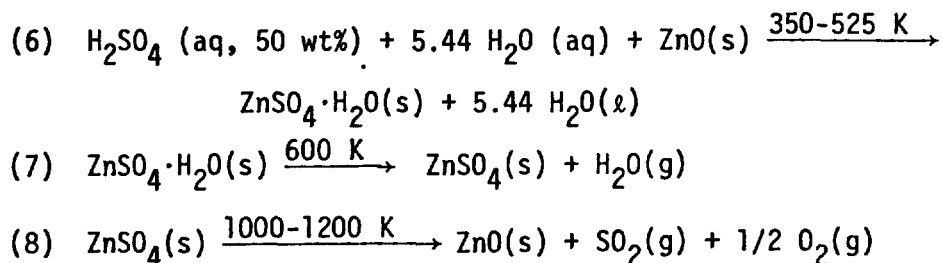 (6) H₂SO₄ (aq, 50 wt%) + 5.44 H₂O (aq) + ZnO(s) 350-525 K →
ZnSO₄·H₂O(s) + 5.44 H₂O(ℓ)
(7) ZnSO₄·H₂O(s) 600 K → ZnSO₄(s) + H₂O(g)
(8) ZnSO₄(s) 1000-1200 K → ZnO(s) + SO₂(g) + 1/2 O₂(g)